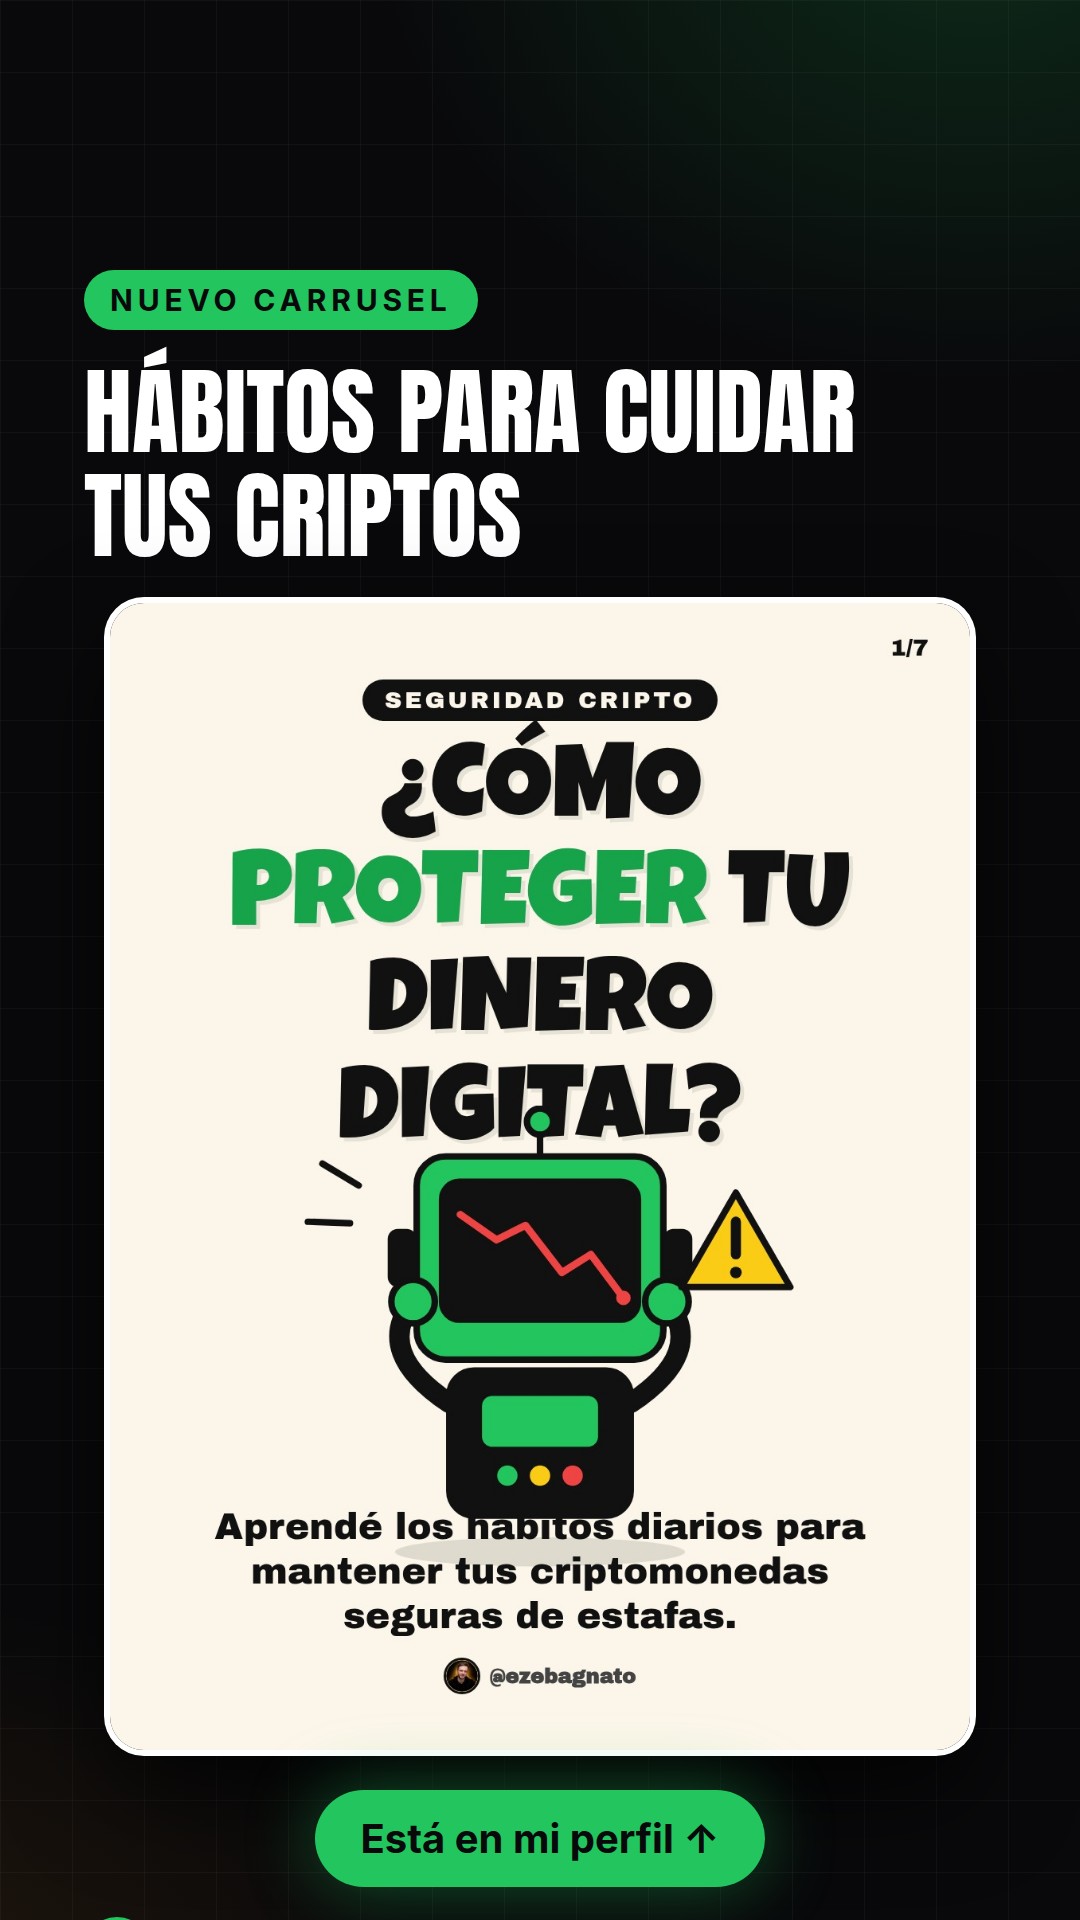 NUEVO CARRUSEL
HÁBITOS PARA CUIDAR
TUS CRIPTOS
1/7
SEGURIDAD CRIPTO
¿CÓMO
PROTEGER TU
DINERO
DIGITAL?
Aprendé los hábitos diarios para
mantener tus criptomonedas
seguras de estafas.
@ezebagnato
Está en mi perfil ↑